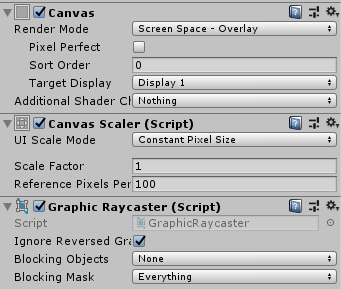 Canvas
Render Mode Screen Space - Overlay
Pixel Perfect
Sort Order 0
Target Display Display 1
Additional Shader Ch Nothing
Canvas Scaler (Script)
UI Scale Mode Constant Pixel Size
Scale Factor 1
Reference Pixels Per 100
Graphic Raycaster (Script)
Script GraphicRaycaster
Ignore Reversed Gra
Blocking Objects None
Blocking Mask Everything